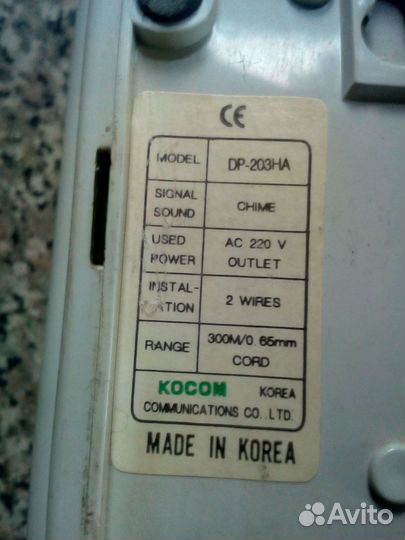 CE
MODEL DP-203HA
SIGNAL SOUND CHIME
USED POWER AC 220 V OUTLET
INSTAL-ATION 2 WIRES
RANGE 300M/0.65mm CORD
KOCOM KOREA
COMMUNICATIONS CO., LTD.
MADE IN KOREA
Avito